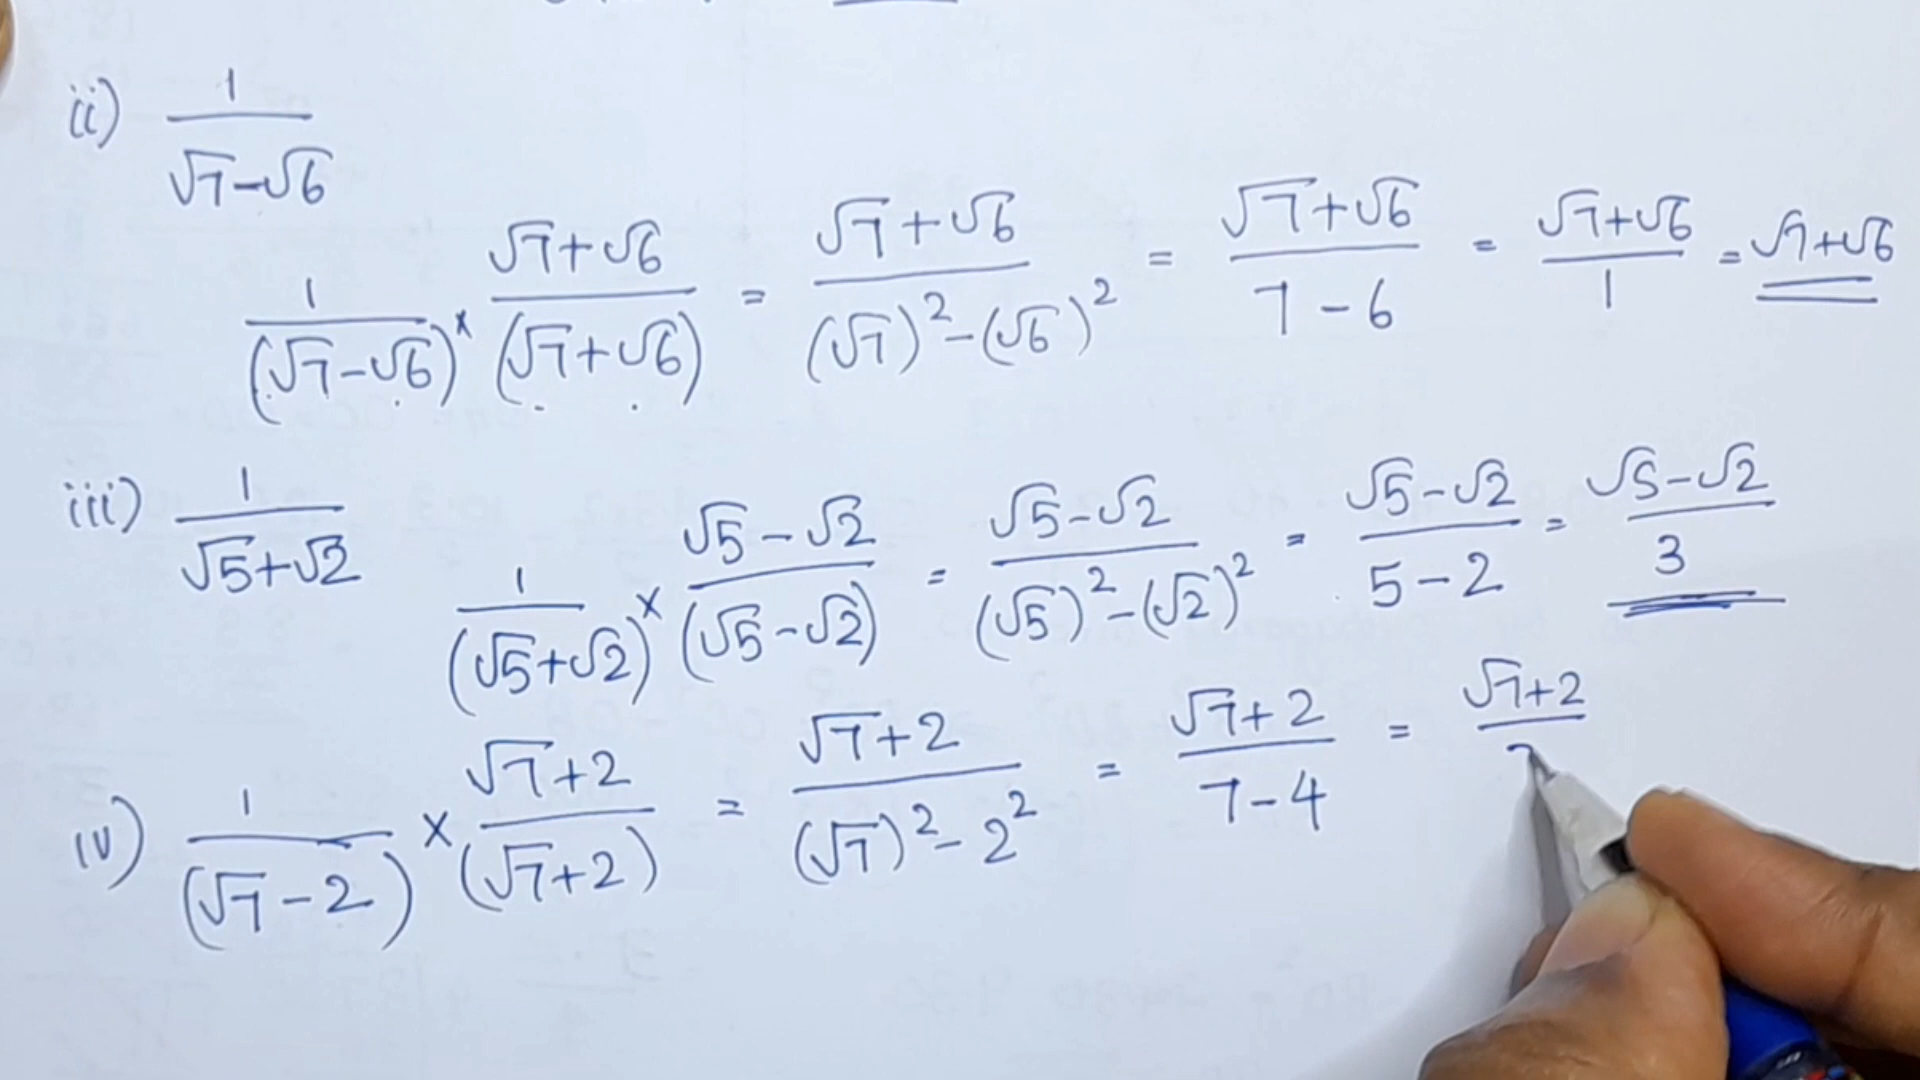 ii) 1/(√7-√6)
1/(√7-√6) × (√7+√6)/(√7+√6) = (√7+√6)/((√7)²-(√6)²) = (√7+√6)/(7-6) = (√7+√6)/1 = √7+√6
iii) 1/(√5+√2)
1/(√5+√2) × (√5-√2)/(√5-√2) = (√5-√2)/((√5)²-(√2)²) = (√5-√2)/(5-2) = (√5-√2)/3
iv) 1/(√7-2) × (√7+2)/(√7+2) = (√7+2)/((√7)²-2²) = (√7+2)/(7-4) = √7+2